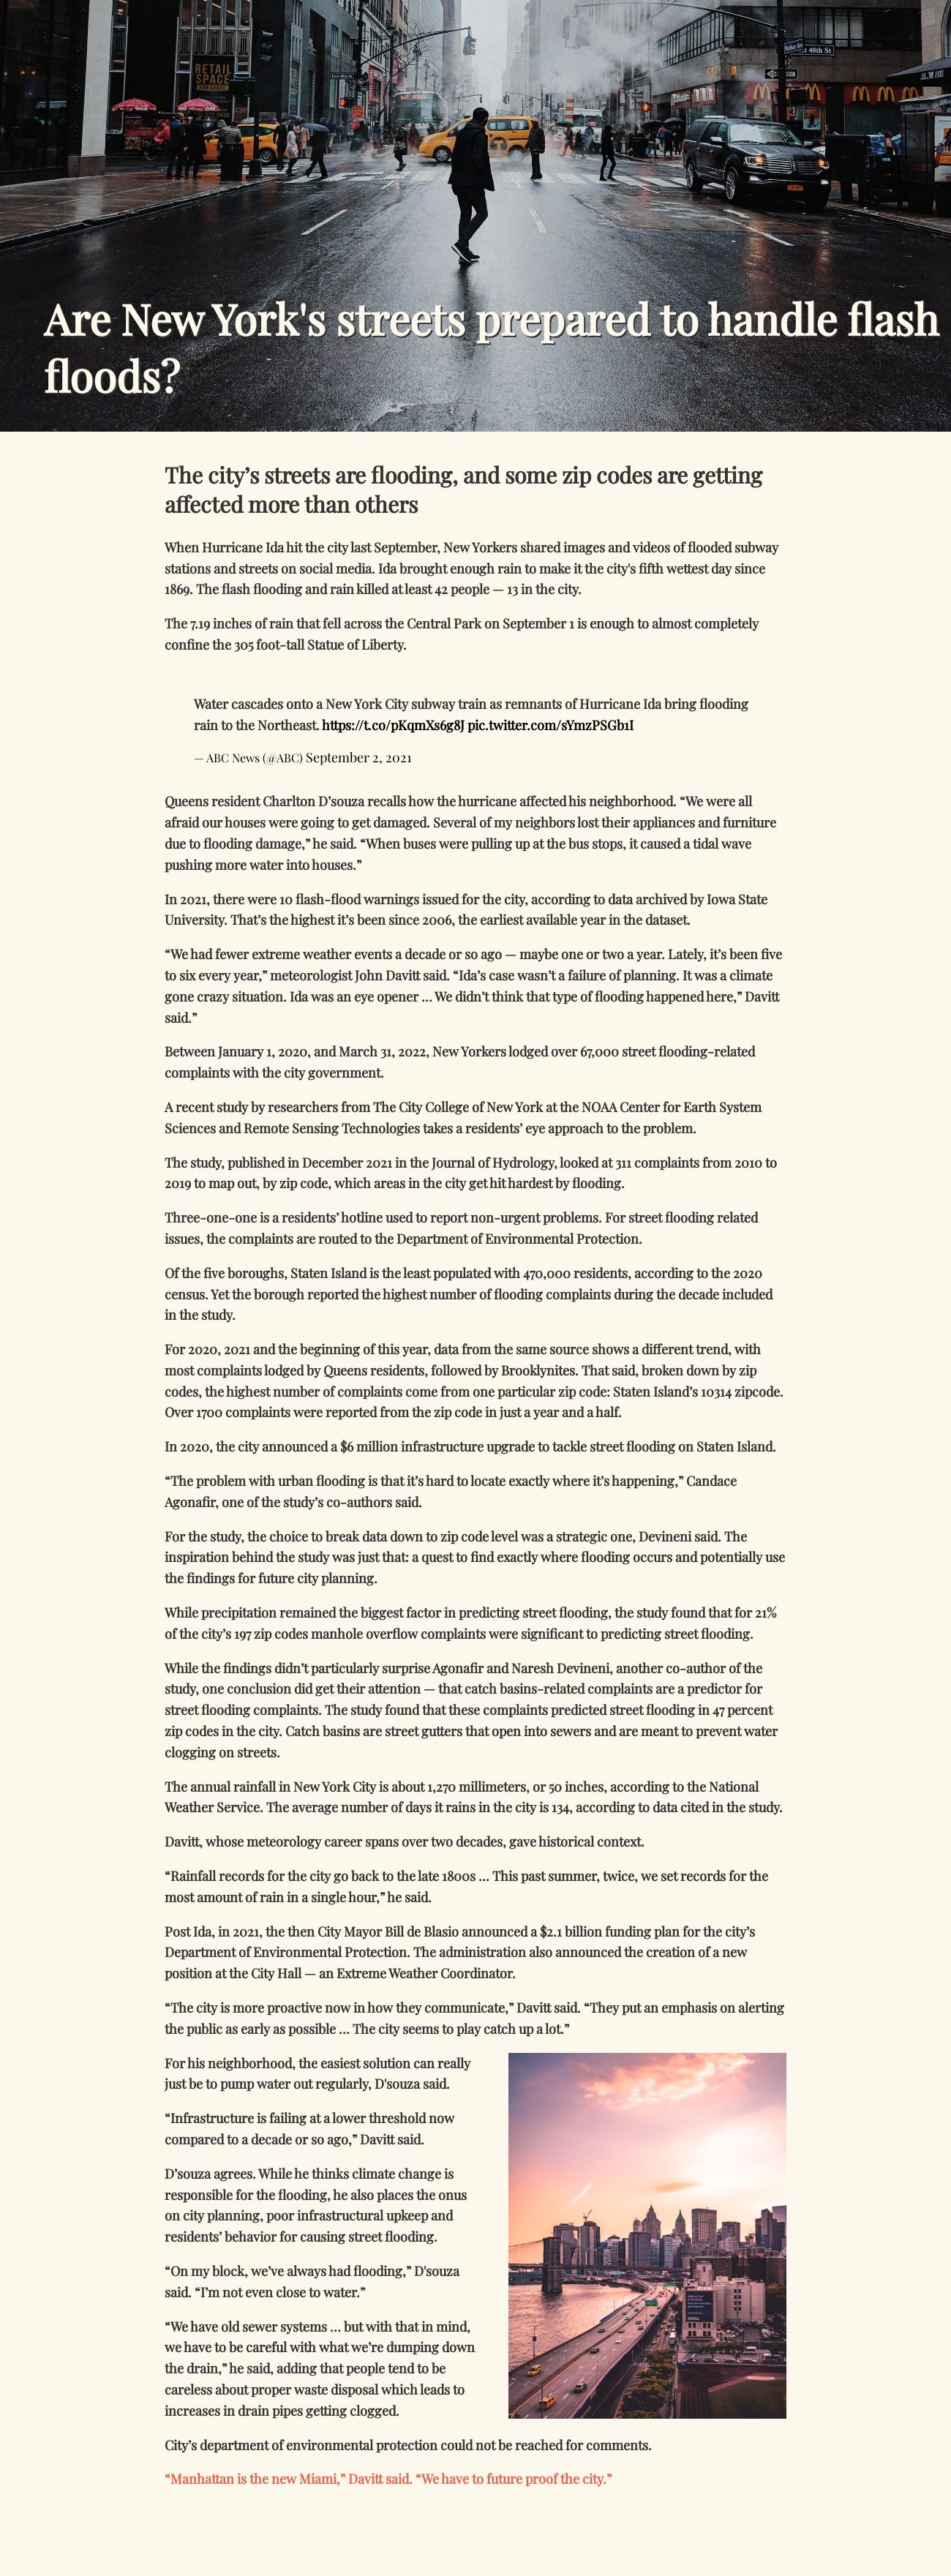 RETAIL
SPACE
40th St
Are New York's streets prepared to handle flash
floods?
The city’s streets are flooding, and some zip codes are getting
affected more than others
When Hurricane Ida hit the city last September, New Yorkers shared images and videos of flooded subway
stations and streets on social media. Ida brought enough rain to make it the city's fifth wettest day since
1869. The flash flooding and rain killed at least 42 people — 13 in the city.
The 7.19 inches of rain that fell across the Central Park on September 1 is enough to almost completely
confine the 305 foot-tall Statue of Liberty.
Water cascades onto a New York City subway train as remnants of Hurricane Ida bring flooding
rain to the Northeast. https://t.co/pKqmXs6g8J pic.twitter.com/sYmzPSGb1I
— ABC News (@ABC) September 2, 2021
Queens resident Charlton D’souza recalls how the hurricane affected his neighborhood. “We were all
afraid our houses were going to get damaged. Several of my neighbors lost their appliances and furniture
due to flooding damage,” he said. “When buses were pulling up at the bus stops, it caused a tidal wave
pushing more water into houses.”
In 2021, there were 10 flash-flood warnings issued for the city, according to data archived by Iowa State
University. That’s the highest it’s been since 2006, the earliest available year in the dataset.
“We had fewer extreme weather events a decade or so ago — maybe one or two a year. Lately, it’s been five
to six every year,” meteorologist John Davitt said. “Ida’s case wasn’t a failure of planning. It was a climate
gone crazy situation. Ida was an eye opener … We didn’t think that type of flooding happened here,” Davitt
said.”
Between January 1, 2020, and March 31, 2022, New Yorkers lodged over 67,000 street flooding-related
complaints with the city government.
A recent study by researchers from The City College of New York at the NOAA Center for Earth System
Sciences and Remote Sensing Technologies takes a residents’ eye approach to the problem.
The study, published in December 2021 in the Journal of Hydrology, looked at 311 complaints from 2010 to
2019 to map out, by zip code, which areas in the city get hit hardest by flooding.
Three-one-one is a residents’ hotline used to report non-urgent problems. For street flooding related
issues, the complaints are routed to the Department of Environmental Protection.
Of the five boroughs, Staten Island is the least populated with 470,000 residents, according to the 2020
census. Yet the borough reported the highest number of flooding complaints during the decade included
in the study.
For 2020, 2021 and the beginning of this year, data from the same source shows a different trend, with
most complaints lodged by Queens residents, followed by Brooklynites. That said, broken down by zip
codes, the highest number of complaints come from one particular zip code: Staten Island’s 10314 zipcode.
Over 1700 complaints were reported from the zip code in just a year and a half.
In 2020, the city announced a $6 million infrastructure upgrade to tackle street flooding on Staten Island.
“The problem with urban flooding is that it’s hard to locate exactly where it’s happening,” Candace
Agonafir, one of the study’s co-authors said.
For the study, the choice to break data down to zip code level was a strategic one, Devineni said. The
inspiration behind the study was just that: a quest to find exactly where flooding occurs and potentially use
the findings for future city planning.
While precipitation remained the biggest factor in predicting street flooding, the study found that for 21%
of the city’s 197 zip codes manhole overflow complaints were significant to predicting street flooding.
While the findings didn’t particularly surprise Agonafir and Naresh Devineni, another co-author of the
study, one conclusion did get their attention — that catch basins-related complaints are a predictor for
street flooding complaints. The study found that these complaints predicted street flooding in 47 percent
zip codes in the city. Catch basins are street gutters that open into sewers and are meant to prevent water
clogging on streets.
The annual rainfall in New York City is about 1,270 millimeters, or 50 inches, according to the National
Weather Service. The average number of days it rains in the city is 134, according to data cited in the study.
Davitt, whose meteorology career spans over two decades, gave historical context.
“Rainfall records for the city go back to the late 1800s … This past summer, twice, we set records for the
most amount of rain in a single hour,” he said.
Post Ida, in 2021, the then City Mayor Bill de Blasio announced a $2.1 billion funding plan for the city’s
Department of Environmental Protection. The administration also announced the creation of a new
position at the City Hall — an Extreme Weather Coordinator.
“The city is more proactive now in how they communicate,” Davitt said. “They put an emphasis on alerting
the public as early as possible … The city seems to play catch up a lot.”
For his neighborhood, the easiest solution can really
just be to pump water out regularly, D'souza said.
“Infrastructure is failing at a lower threshold now
compared to a decade or so ago,” Davitt said.
D’souza agrees. While he thinks climate change is
responsible for the flooding, he also places the onus
on city planning, poor infrastructural upkeep and
residents’ behavior for causing street flooding.
“On my block, we’ve always had flooding,” D'souza
said. “I’m not even close to water.”
“We have old sewer systems … but with that in mind,
we have to be careful with what we’re dumping down
the drain,” he said, adding that people tend to be
careless about proper waste disposal which leads to
increases in drain pipes getting clogged.
City’s department of environmental protection could not be reached for comments.
“Manhattan is the new Miami,” Davitt said. “We have to future proof the city.”